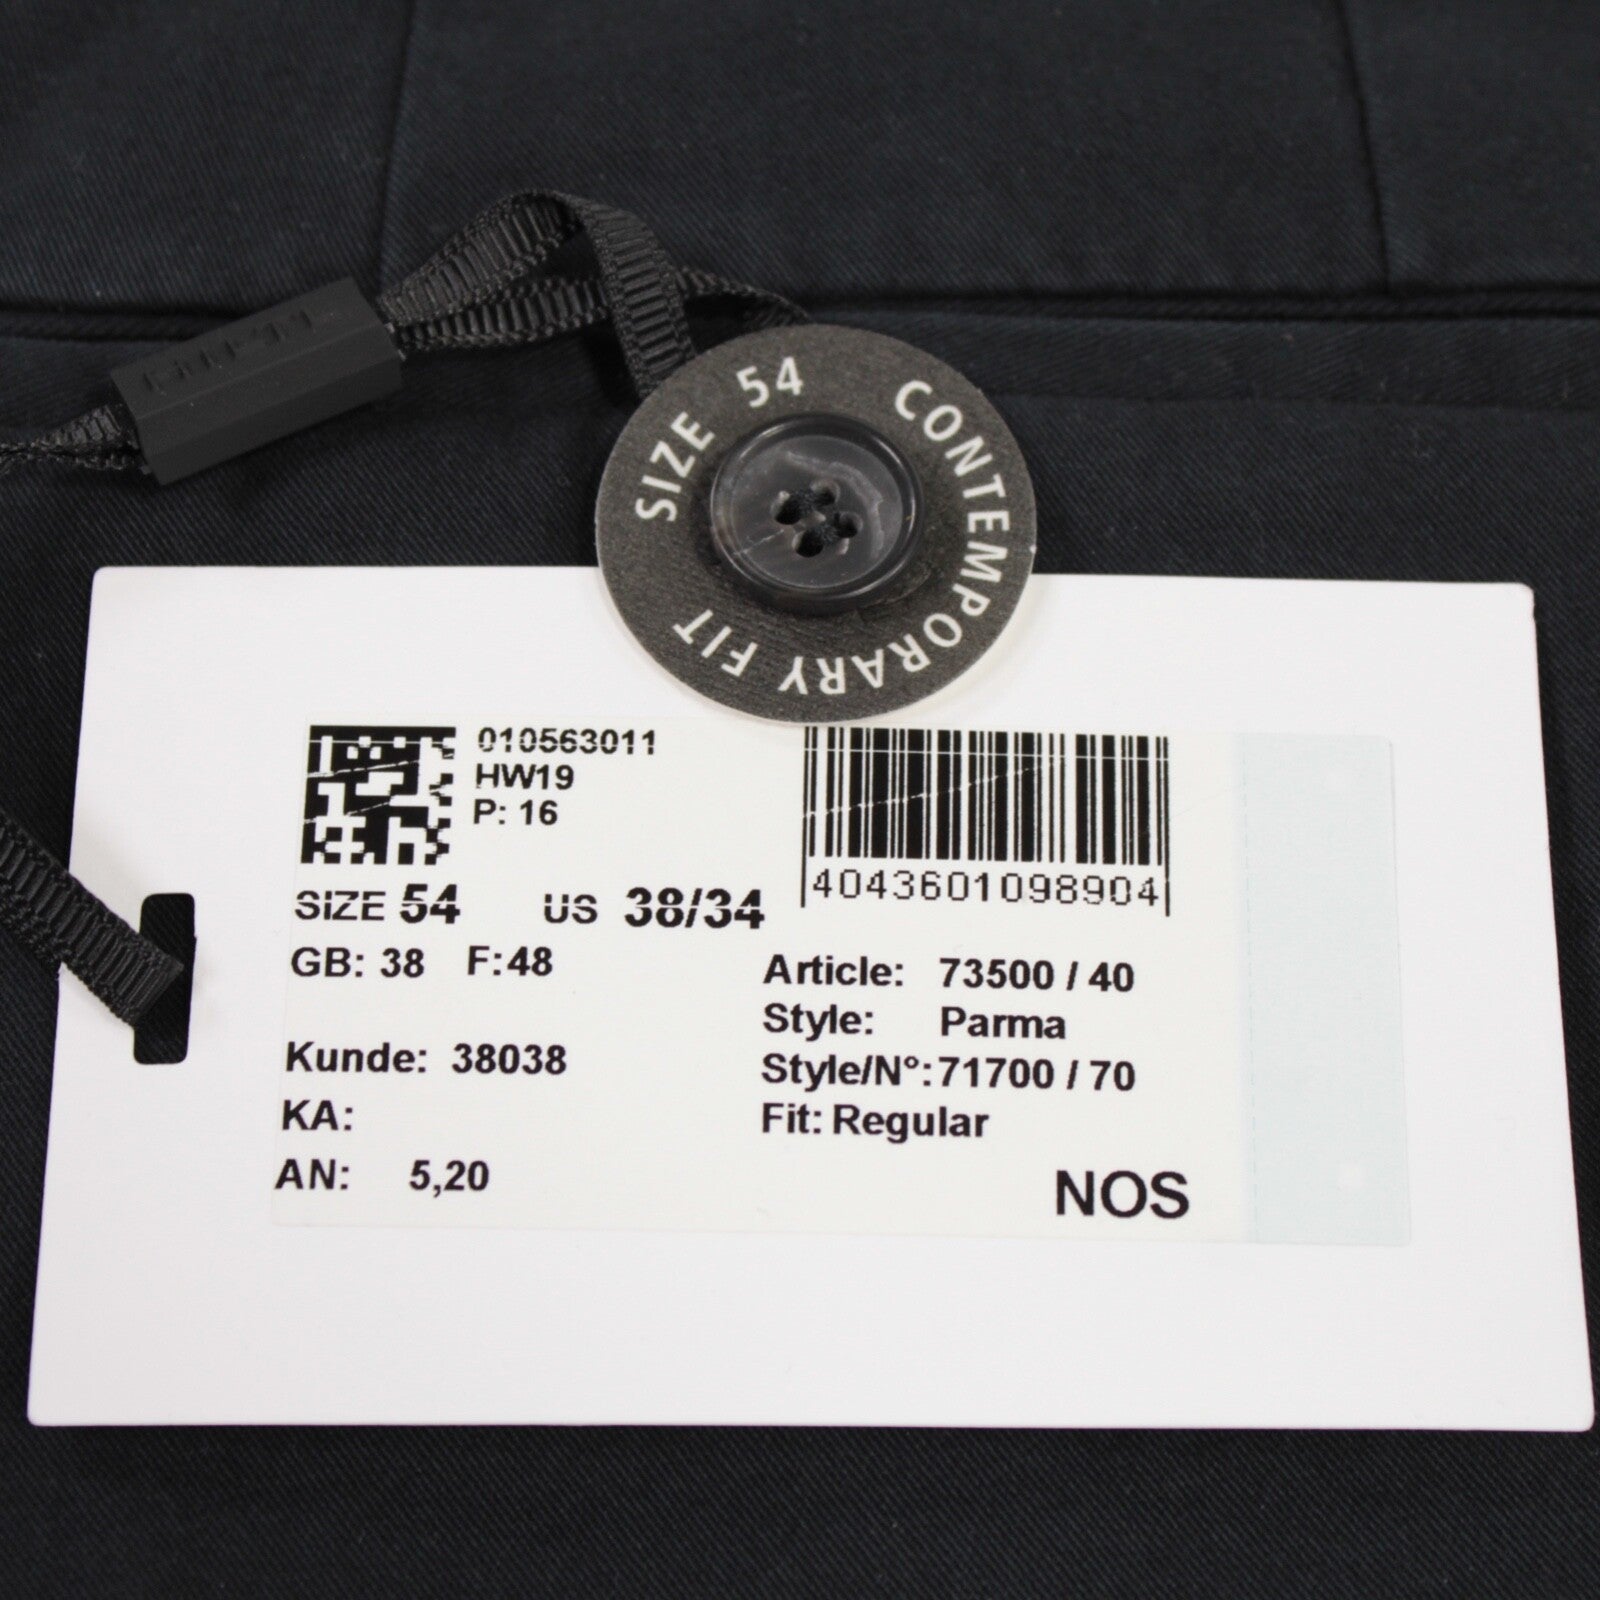 SIZE 54 CONTEMPORARY FIT
010563011
HW19
P: 16
4043601098904
SIZE 54 US 38/34
GB: 38 F:48
Kunde: 38038
KA:
AN: 5,20
Article: 73500 / 40
Style: Parma
Style/N°:71700 / 70
Fit: Regular
NOS